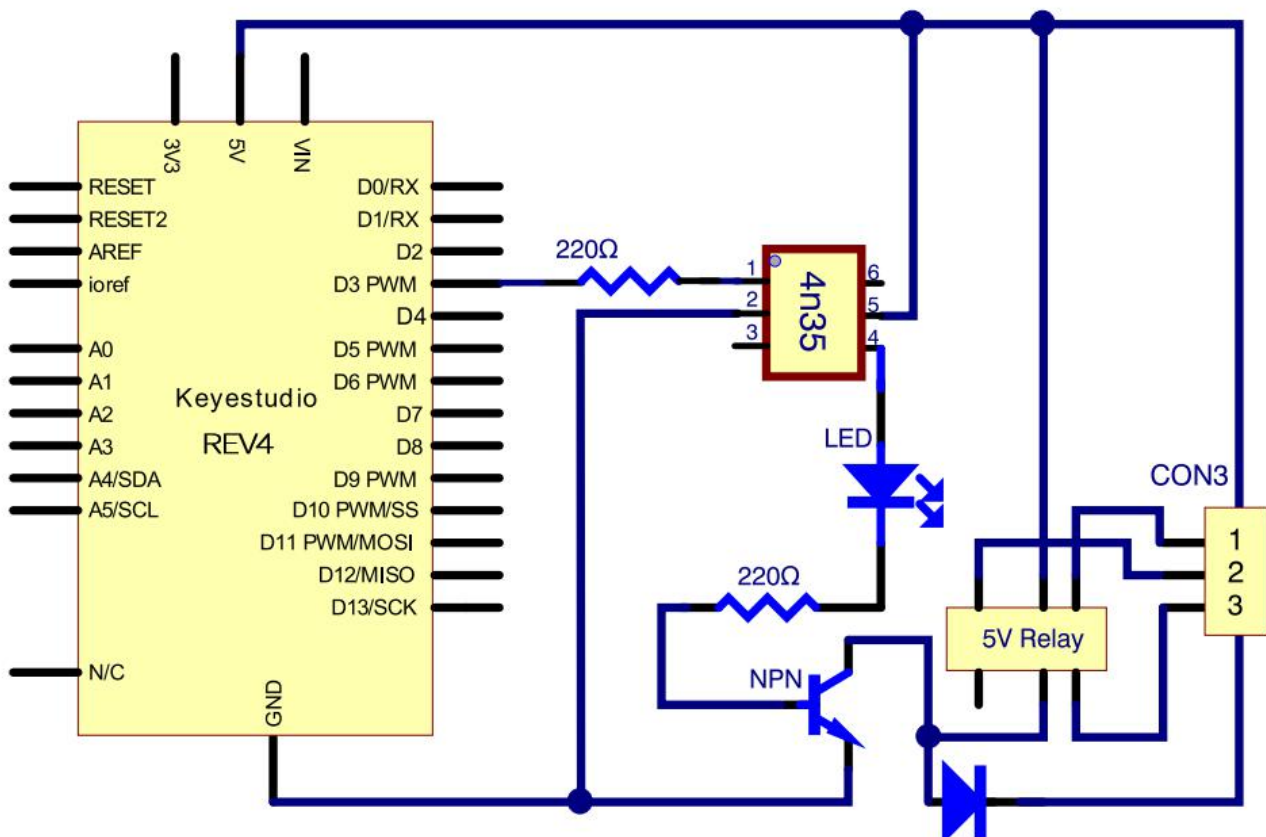 3V3
5V
VIN
RESET
RESET2
AREF
ioref
A0
A1
A2
A3
A4/SDA
A5/SCL
N/C
GND
Keyestudio
REV4
D0/RX
D1/RX
D2
D3 PWM
D4
D5 PWM
D6 PWM
D7
D8
D9 PWM
D10 PWM/SS
D11 PWM/MOSI
D12/MISO
D13/SCK
220Ω
1
2
3
4n35
6
5
4
LED
220Ω
NPN
5V Relay
CON3
1
2
3